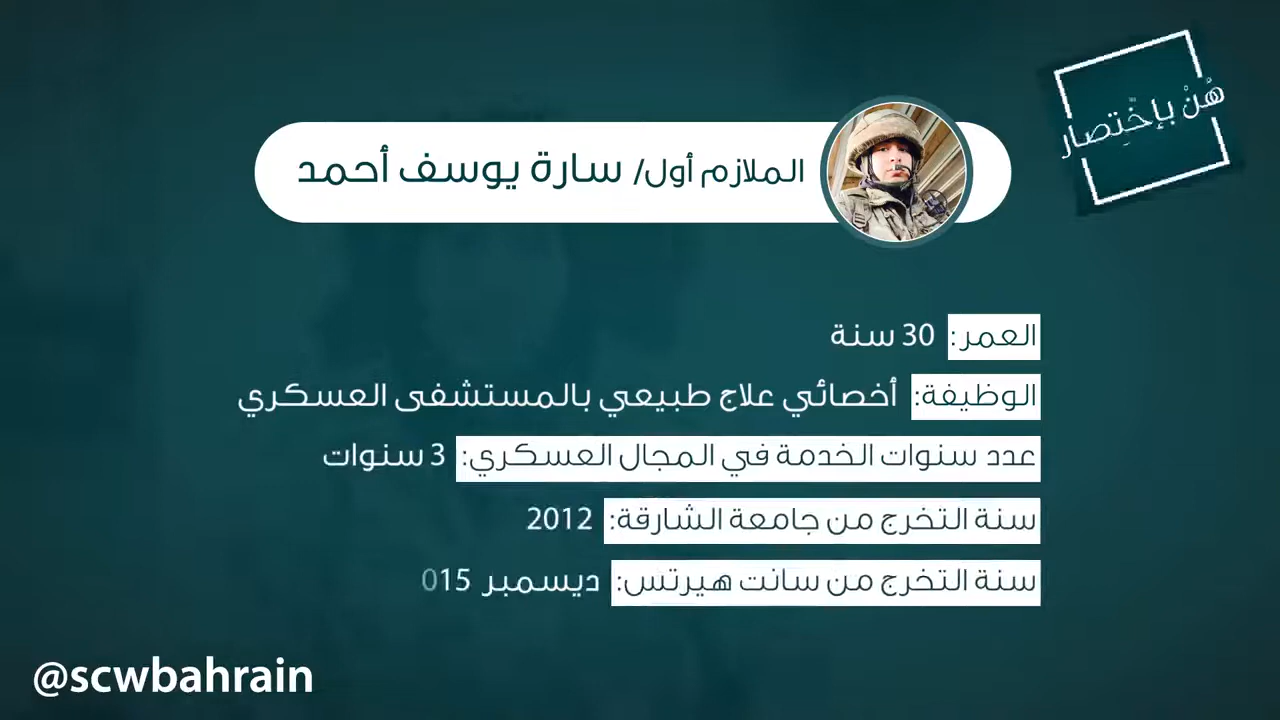 هُنْ بإخْتِصار
الملازم أول/ سارة يوسف أحمد
العمر: 30 سنة
الوظيفة: أخصائي علاج طبيعي بالمستشفى العسكري
عدد سنوات الخدمة في المجال العسكري: 3 سنوات
سنة التخرج من جامعة الشارقة: 2012
سنة التخرج من سانت هيرتس: ديسمبر 015
@scwbahrain